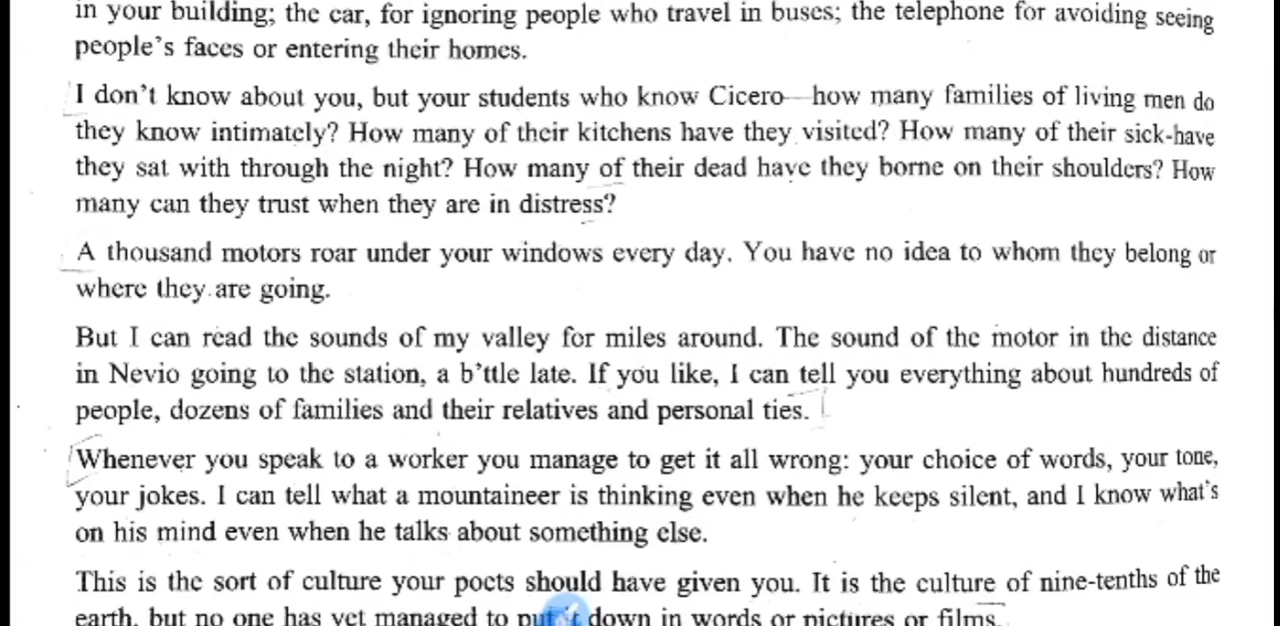 in your building; the car, for ignoring people who travel in buses; the telephone for avoiding seeing
people's faces or entering their homes.
I don't know about you, but your students who know Cicero—how many families of living men do
they know intimately? How many of their kitchens have they visited? How many of their sick-have
they sat with through the night? How many of their dead have they borne on their shoulders? How
many can they trust when they are in distress?
A thousand motors roar under your windows every day. You have no idea to whom they belong or
where they are going.
But I can read the sounds of my valley for miles around. The sound of the motor in the distance
in Nevio going to the station, a b'ttle late. If you like, I can tell you everything about hundreds of
people, dozens of families and their relatives and personal ties.
Whenever you speak to a worker you manage to get it all wrong: your choice of words, your tone,
your jokes. I can tell what a mountaineer is thinking even when he keeps silent, and I know what's
on his mind even when he talks about something else.
This is the sort of culture your poets should have given you. It is the culture of nine-tenths of the
earth, but no one has yet managed to put down in words or pictures or films.